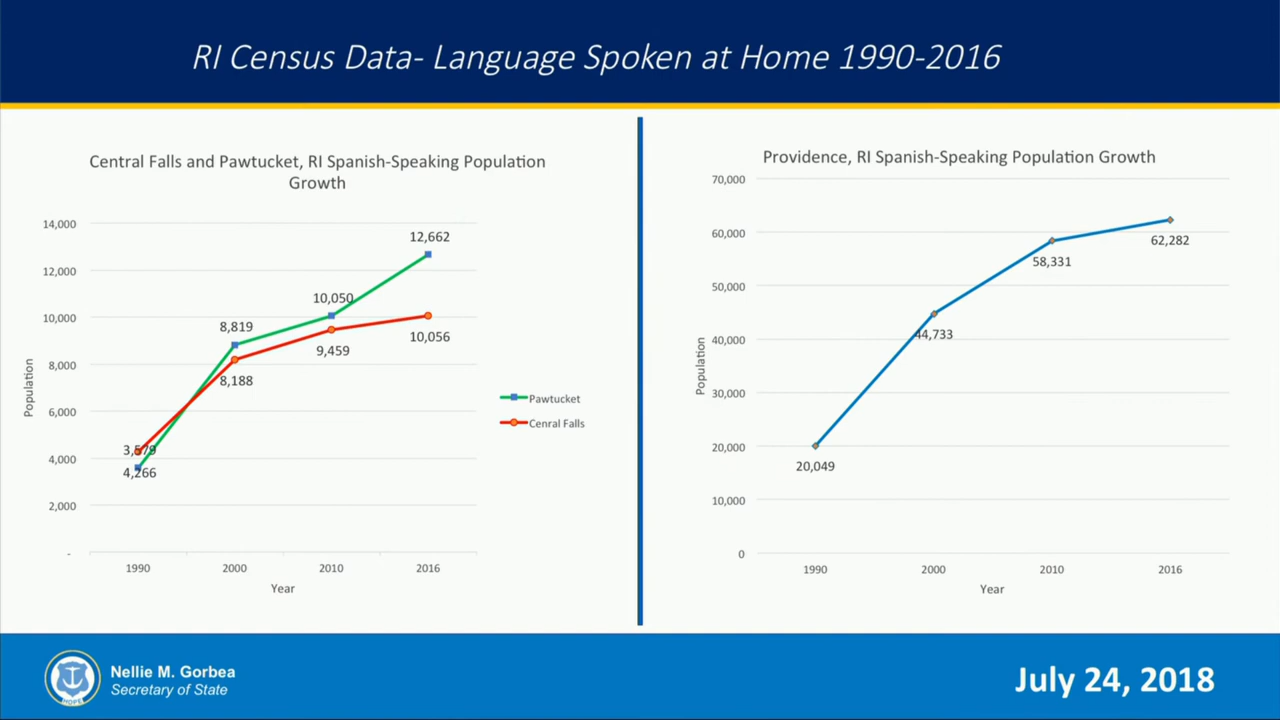 RI Census Data- Language Spoken at Home 1990-2016
Central Falls and Pawtucket, RI Spanish-Speaking Population
Growth
14,000
12,000
10,000
8,000
6,000
4,000
2,000
-
Population
12,662
10,050
8,819
10,056
9,459
8,188
3,579
4,266
1990
2000
2010
2016
Year
Pawtucket
Cenral Falls
Providence, RI Spanish-Speaking Population Growth
70,000
60,000
50,000
40,000
30,000
20,000
10,000
0
Population
62,282
58,331
44,733
20,049
1990
2000
2010
2016
Year
HOPE
Nellie M. Gorbea
Secretary of State
July 24, 2018